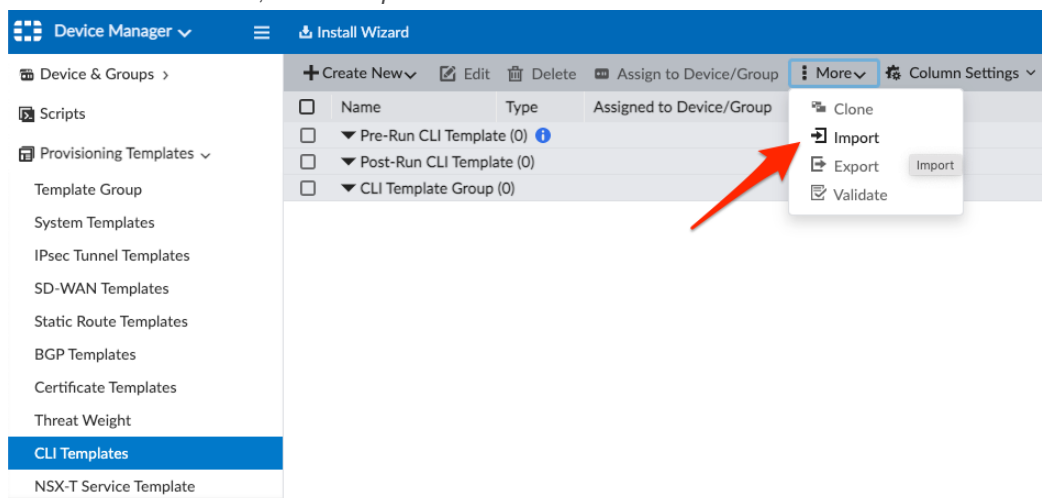 Device Manager
Install Wizard
Device & Groups
Create New
Edit
Delete
Assign to Device/Group
More
Column Settings
Scripts
Name
Type
Assigned to Device/Group
Clone
Pre-Run CLI Template (0)
Import
Provisioning Templates
Post-Run CLI Template (0)
Export
Import
Template Group
CLI Template Group (0)
Validate
System Templates
IPsec Tunnel Templates
SD-WAN Templates
Static Route Templates
BGP Templates
Certificate Templates
Threat Weight
CLI Templates
NSX-T Service Template